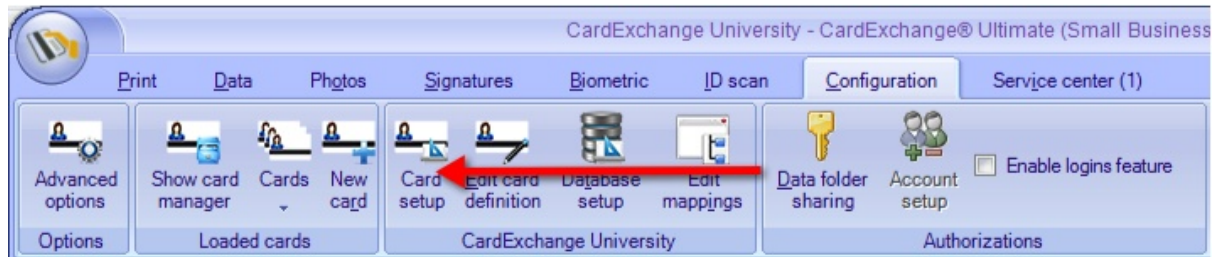 CardExchange University - CardExchange® Ultimate (Small Business
Print Data Photos Signatures Biometric ID scan Configuration Service center (1)
Advanced options
Show card manager
Cards
New card
Card setup
Edit card definition
Database setup
Edit mappings
Data folder sharing
Account setup
Enable logins feature
Options Loaded cards CardExchange University Authorizations